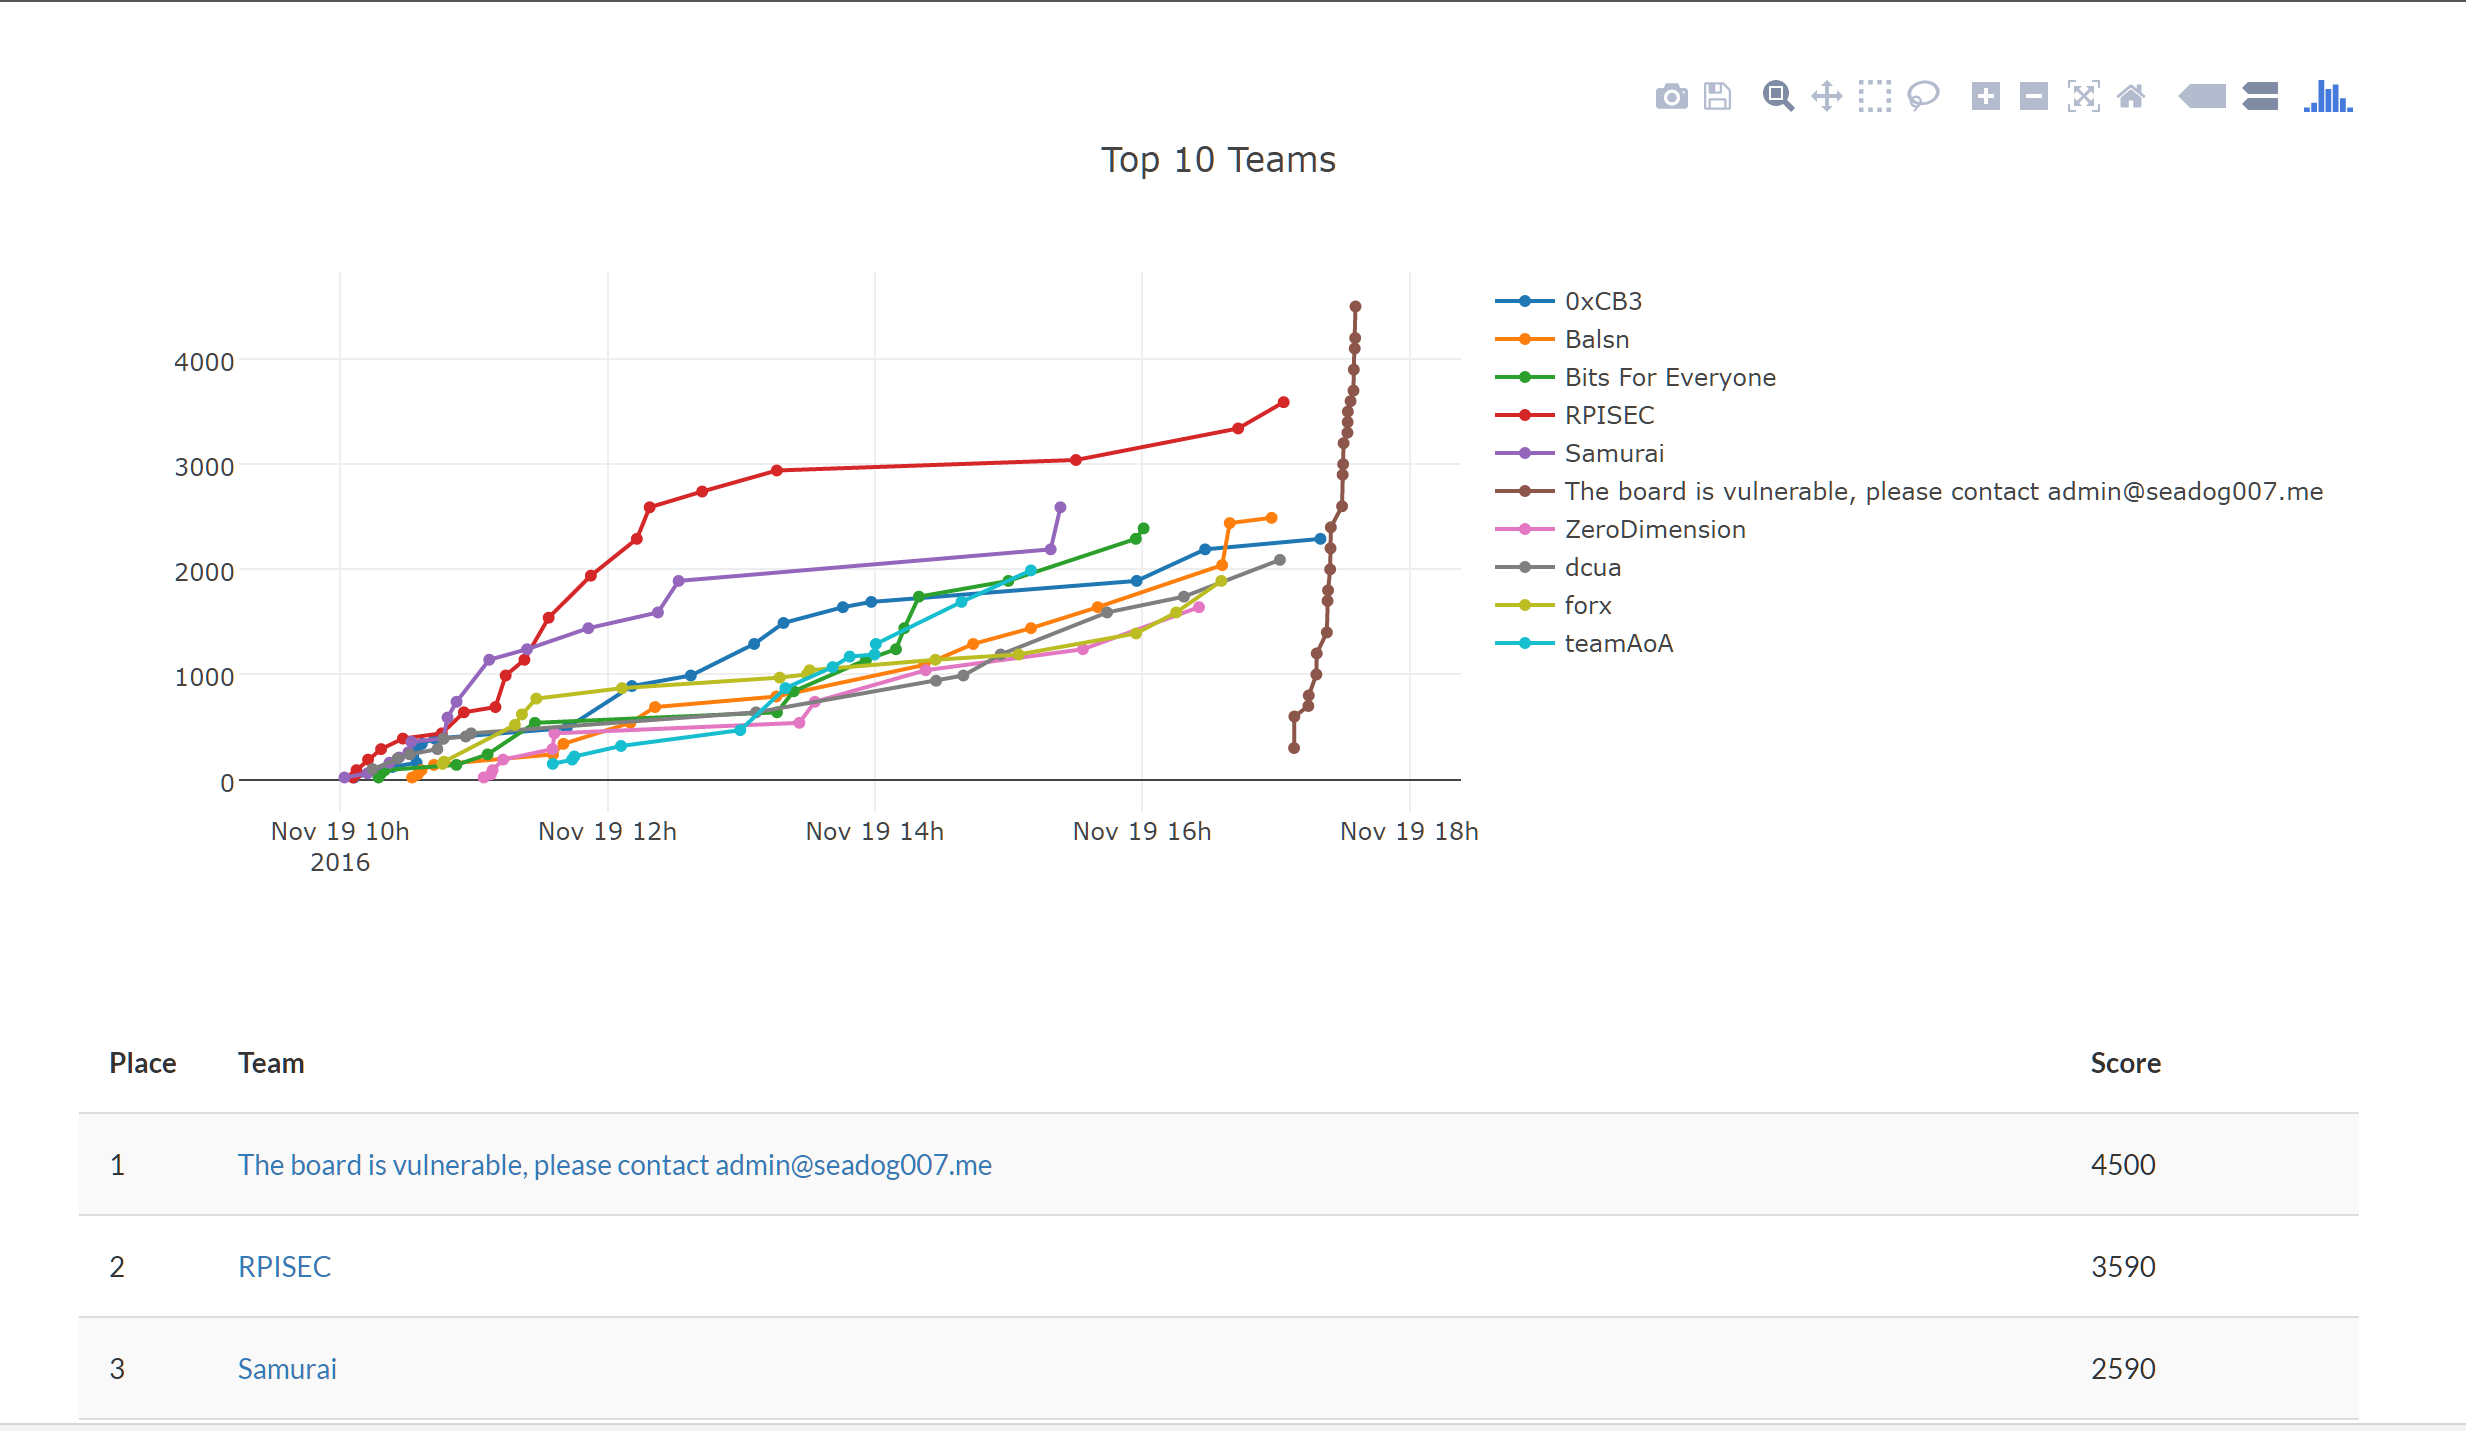 Top 10 Teams
4000
3000
2000
1000
0
Nov 19 10h
2016
Nov 19 12h
Nov 19 14h
Nov 19 16h
Nov 19 18h
0xCB3
Balsn
Bits For Everyone
RPISEC
Samurai
The board is vulnerable, please contact admin@seadog007.me
ZeroDimension
dcua
forx
teamAoA
Place Team Score
1 The board is vulnerable, please contact admin@seadog007.me 4500
2 RPISEC 3590
3 Samurai 2590